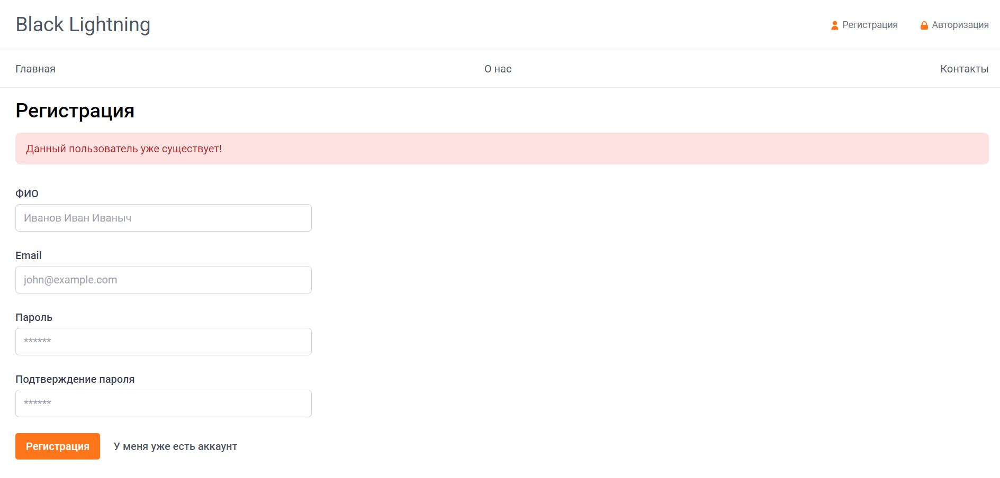 Black Lightning
Регистрация
Авторизация
Главная
О нас
Контакты
Регистрация
Данный пользователь уже существует!
ФИО
Иванов Иван Иваныч
Email
john@example.com
Пароль
******
Подтверждение пароля
******
Регистрация
У меня уже есть аккаунт